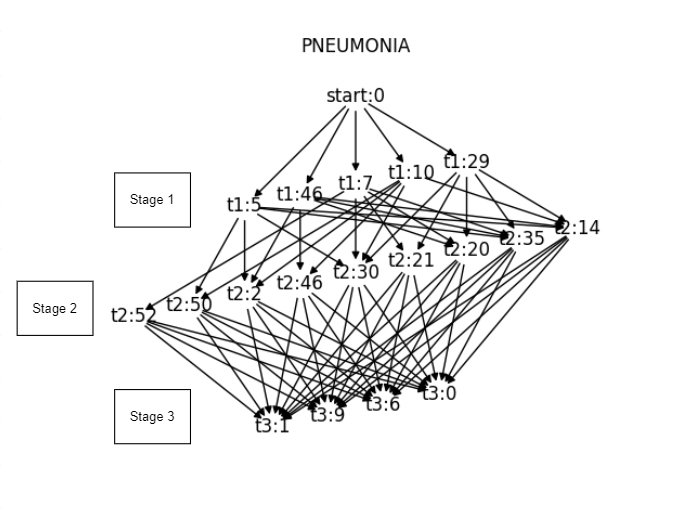 PNEUMONIA
start:0
t1:29
t1:10
t1:7
t1:46
t1:5
Stage 1
t2:14
t2:35
t2:20
t2:21
t2:30
t2:46
t2:2
t2:50
t2:52
Stage 2
t3:0
t3:6
t3:9
t3:1
Stage 3